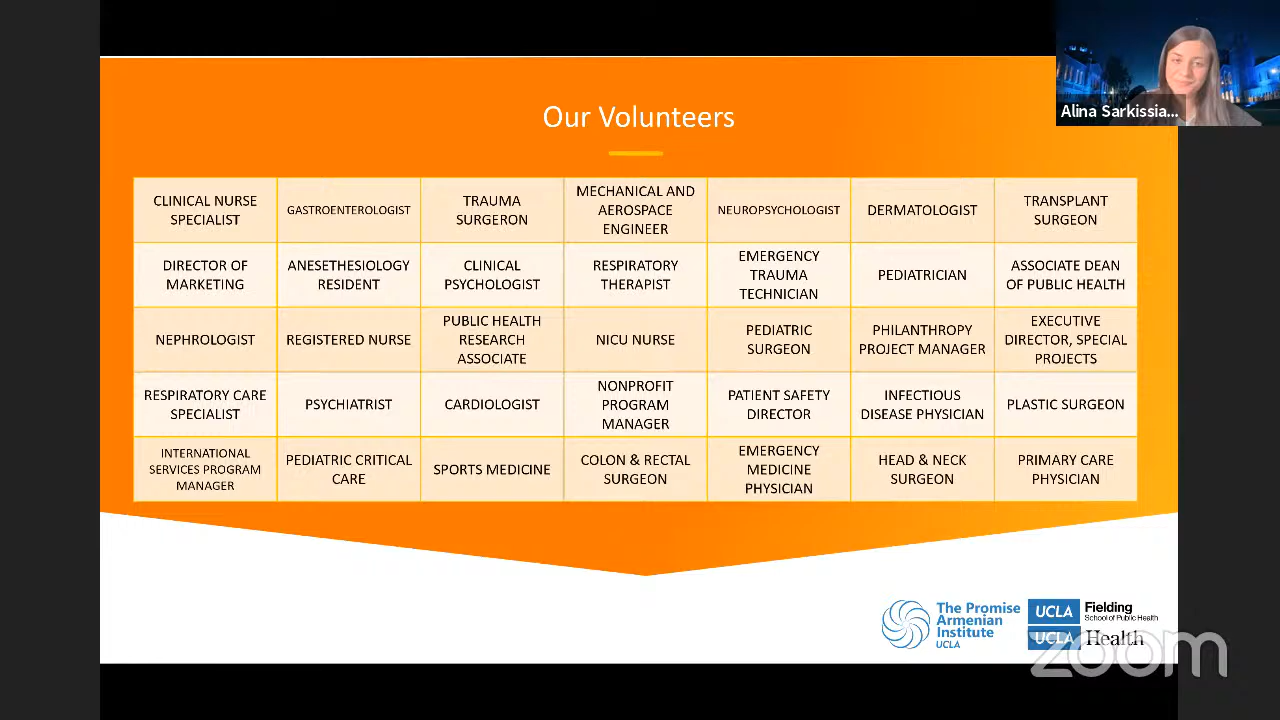 Alina Sarkissia...
Our Volunteers
CLINICAL NURSE
SPECIALIST
GASTROENTEROLOGIST
TRAUMA
SURGERON
MECHANICAL AND
AEROSPACE
ENGINEER
NEUROPSYCHOLOGIST
DERMATOLOGIST
TRANSPLANT
SURGEON
DIRECTOR OF
MARKETING
ANESETHESIOLOGY
RESIDENT
CLINICAL
PSYCHOLOGIST
RESPIRATORY
THERAPIST
EMERGENCY
TRAUMA
TECHNICIAN
PEDIATRICIAN
ASSOCIATE DEAN
OF PUBLIC HEALTH
NEPHROLOGIST
REGISTERED NURSE
PUBLIC HEALTH
RESEARCH
ASSOCIATE
NICU NURSE
PEDIATRIC
SURGEON
PHILANTHROPY
PROJECT MANAGER
EXECUTIVE
DIRECTOR, SPECIAL
PROJECTS
RESPIRATORY CARE
SPECIALIST
PSYCHIATRIST
CARDIOLOGIST
NONPROFIT
PROGRAM
MANAGER
PATIENT SAFETY
DIRECTOR
INFECTIOUS
DISEASE PHYSICIAN
PLASTIC SURGEON
INTERNATIONAL
SERVICES PROGRAM
MANAGER
PEDIATRIC CRITICAL
CARE
SPORTS MEDICINE
COLON & RECTAL
SURGEON
EMERGENCY
MEDICINE
PHYSICIAN
HEAD & NECK
SURGEON
PRIMARY CARE
PHYSICIAN
The Promise
Armenian
Institute
UCLA
UCLA Fielding
School of Public Health
UCLA Health
zoom